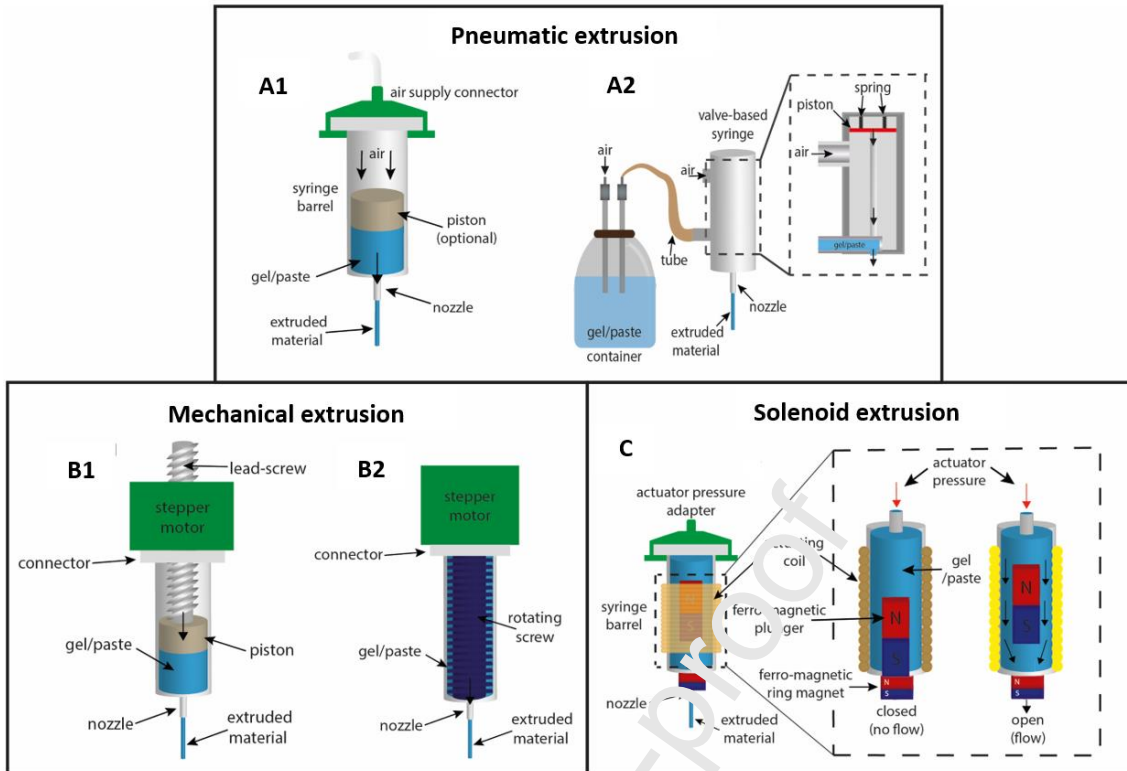 Pneumatic extrusion
A1
air supply connector
air
syringe
barrel
piston
(optional)
gel/paste
nozzle
extruded
material
A2
air
valve-based
syringe
air
tube
gel/paste
container
nozzle
extruded
material
spring
piston
air
gel/paste
Mechanical extrusion
B1
lead-screw
stepper
motor
connector
gel/paste
piston
nozzle
extruded
material
B2
stepper
motor
connector
rotating
screw
gel/paste
nozzle
extruded
material
Solenoid extrusion
C
actuator pressure
adapter
coil
syringe
barrel
N
S
ferro-magnetic
plunger
ferro-magnetic
ring magnet
nozzle
extruded
material
actuator
pressure
gel
/paste
N
S
N
S
closed
(no flow)
N
S
N
S
open
(flow)
proof